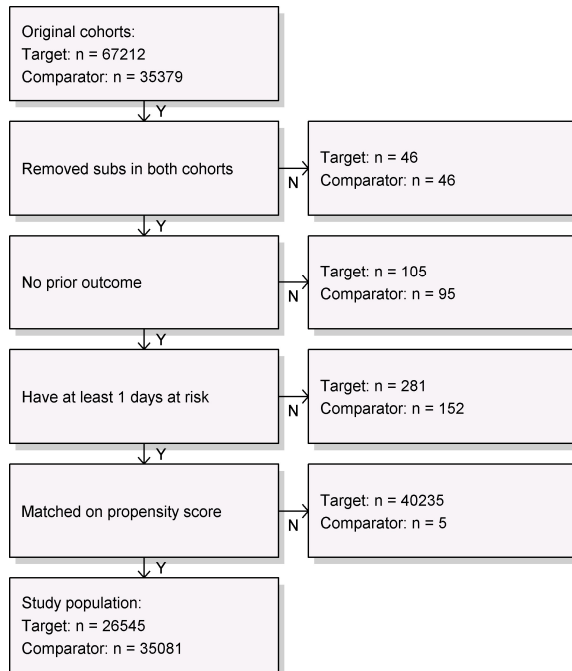 Original cohorts:
Target: n = 67212
Comparator: n = 35379
Y
Removed subs in both cohorts
N
Target: n = 46
Comparator: n = 46
Y
No prior outcome
N
Target: n = 105
Comparator: n = 95
Y
Have at least 1 days at risk
N
Target: n = 281
Comparator: n = 152
Y
Matched on propensity score
N
Target: n = 40235
Comparator: n = 5
Y
Study population:
Target: n = 26545
Comparator: n = 35081